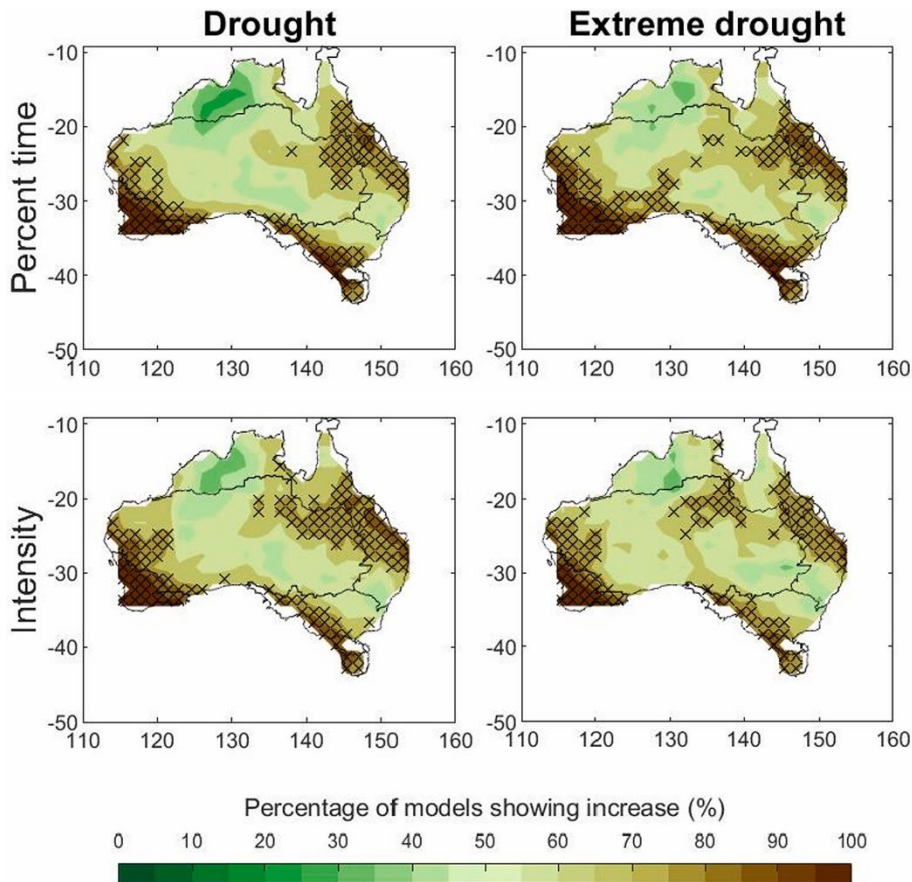 Drought Extreme drought
Percent time
-10 -10
-20 -20
-30 -30
-40 -40
-50 -50
110 120 130 140 150 160 110 120 130 140 150 160
Intensity
-10 -10
-20 -20
-30 -30
-40 -40
-50 -50
110 120 130 140 150 160 110 120 130 140 150 160
Percentage of models showing increase (%)
0 10 20 30 40 50 60 70 80 90 100